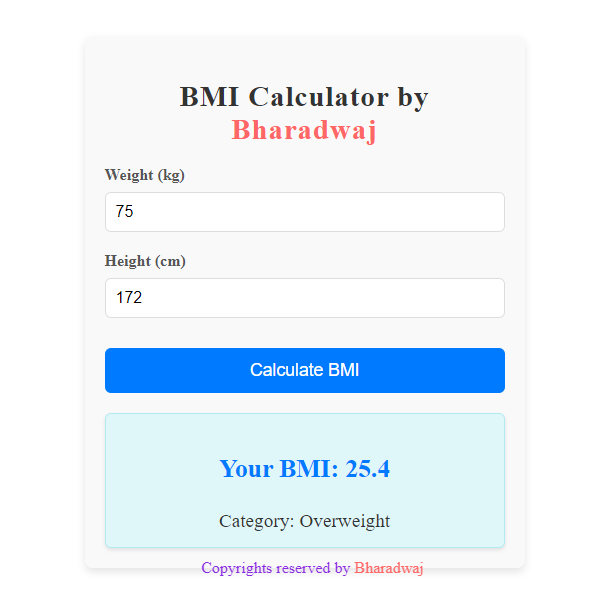 BMI Calculator by
Bharadwaj
Weight (kg)
75
Height (cm)
172
Calculate BMI
Your BMI: 25.4
Category: Overweight
Copyrights reserved by Bharadwaj